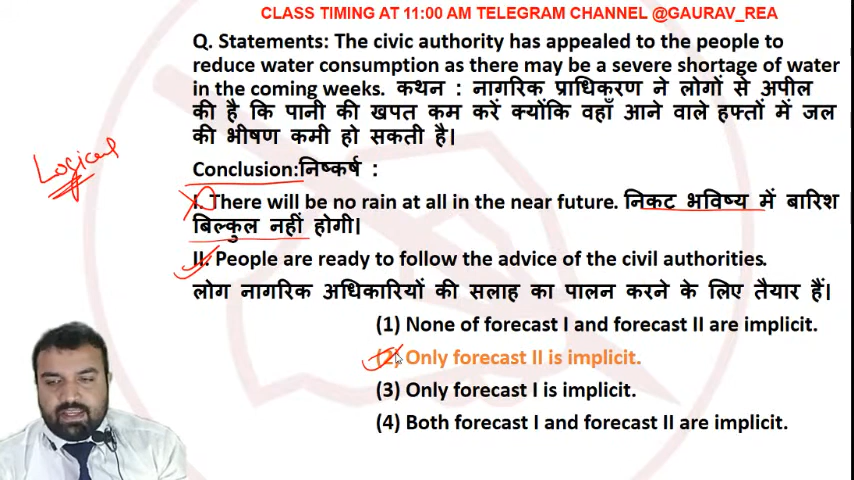 CLASS TIMING AT 11:00 AM TELEGRAM CHANNEL @GAURAV_REA
Q. Statements: The civic authority has appealed to the people to
reduce water consumption as there may be a severe shortage of water
in the coming weeks. कथन : नागरिक प्राधिकरण ने लोगों से अपील
की है कि पानी की खपत कम करें क्योंकि वहाँ आने वाले हफ्तों में जल
की भीषण कमी हो सकती है।
Logical
Conclusion:निष्कर्ष :
I. There will be no rain at all in the near future. निकट भविष्य में बारिश
बिल्कुल नहीं होगी।
II. People are ready to follow the advice of the civil authorities.
लोग नागरिक अधिकारियों की सलाह का पालन करने के लिए तैयार हैं।
(1) None of forecast I and forecast II are implicit.
(2) Only forecast II is implicit.
(3) Only forecast I is implicit.
(4) Both forecast I and forecast II are implicit.